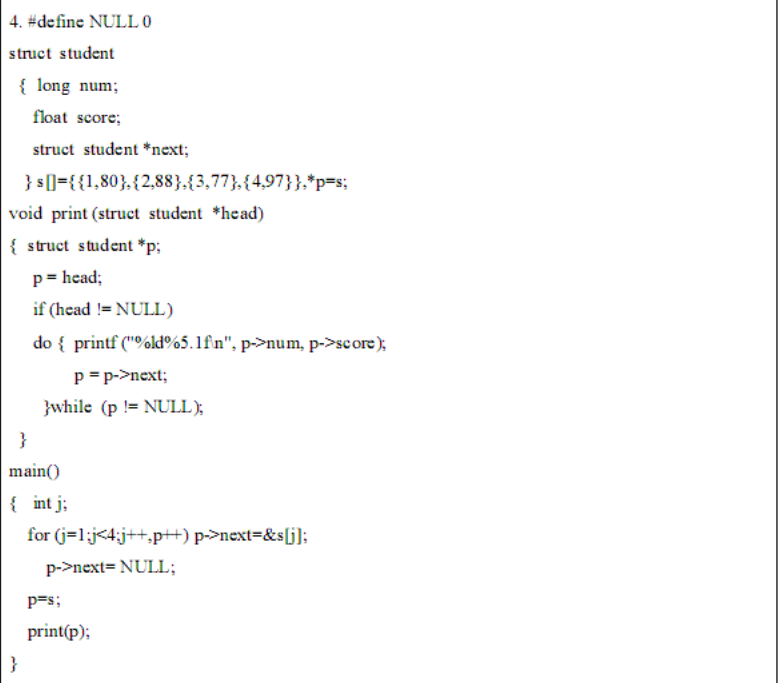 4. #define NULL 0
struct student
{ long num;
float score;
struct student *next;
} s[]={{1,80},{2,88},{3,77},{4,97}},*p=s;
void print (struct student *head)
{ struct student *p;
p = head;
if (head != NULL)
do { printf ("%ld%5.1f\n", p->num, p->score);
p = p->next;
}while (p != NULL);
}
main()
{ int j;
for (j=1;j<4;j++,p++) p->next=&s[j];
p->next= NULL;
p=s;
print(p);
}